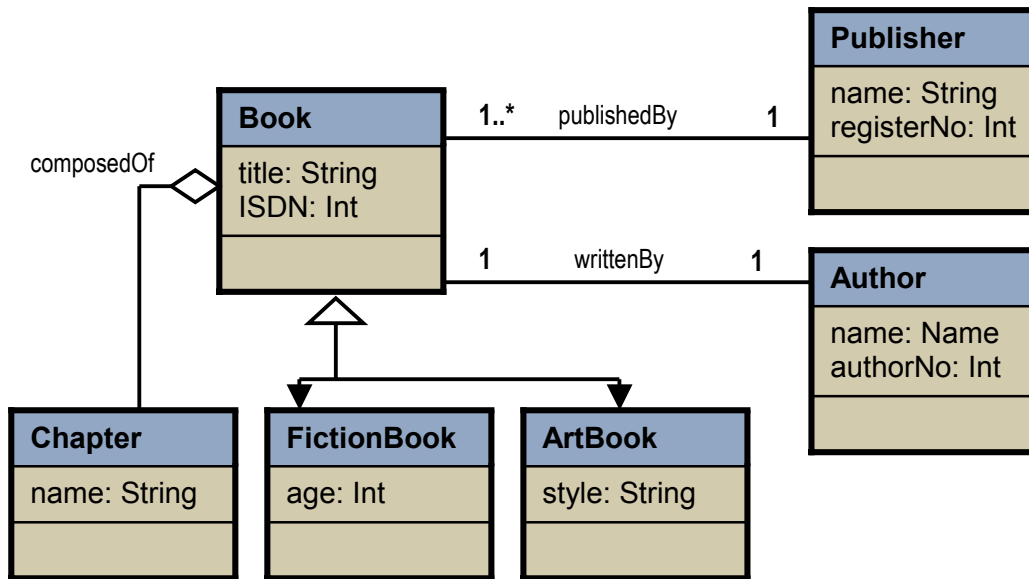 Publisher
name: String
registerNo: Int
Book
title: String
ISDN: Int
1..* publishedBy 1
composedOf
1 writtenBy 1
Author
name: Name
authorNo: Int
Chapter
name: String
FictionBook
age: Int
ArtBook
style: String